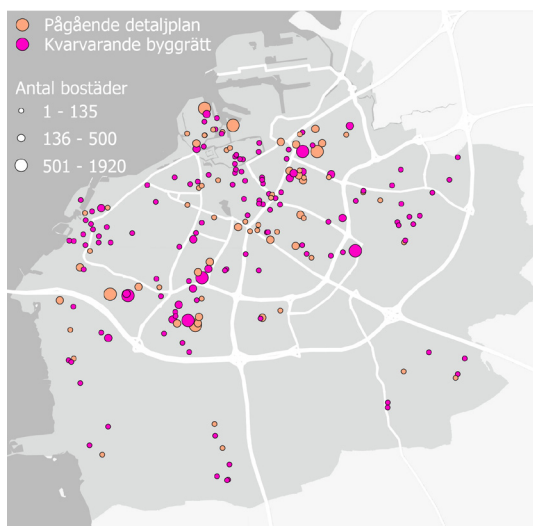 Pågående detaljplan
Kvarvarande byggrätt
Antal bostäder
1 - 135
136 - 500
501 - 1920